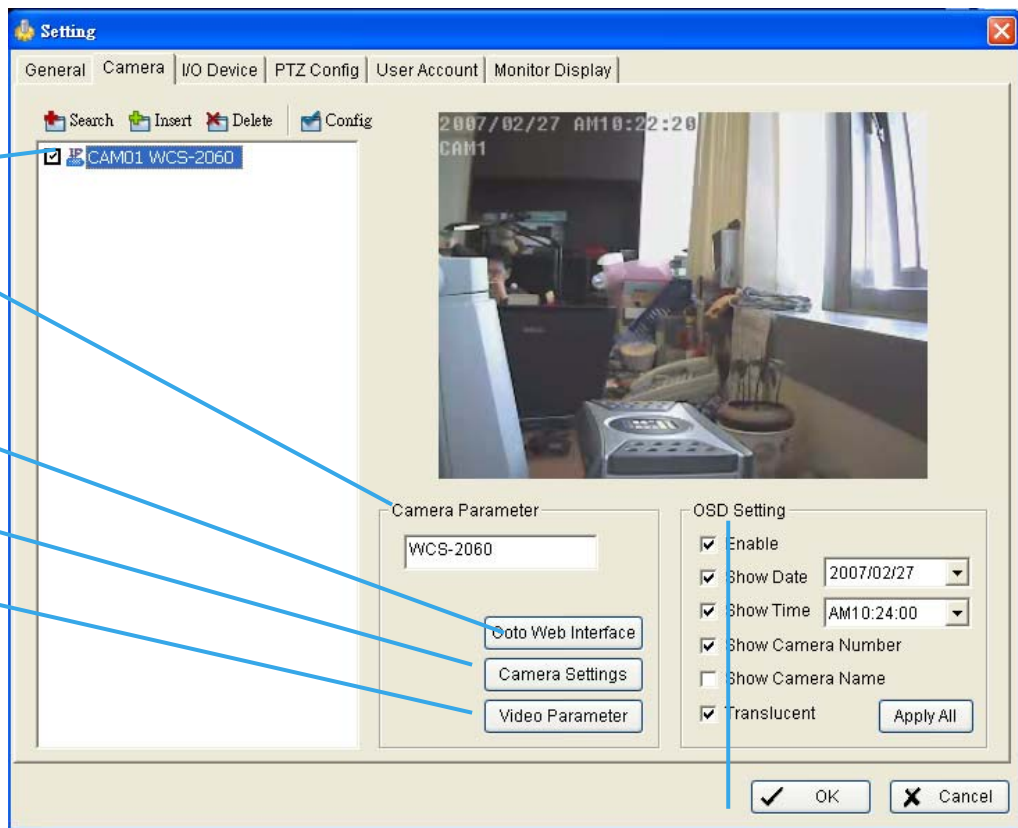 Setting
General Camera I/O Device PTZ Config User Account Monitor Display
Search Insert Delete Config
CAM01 WCS-2060
2007/02/27 AM10:22:20
CAM1
Camera Parameter
WCS-2060
Goto Web Interface
Camera Settings
Video Parameter
OSD Setting
Enable
Show Date 2007/02/27
Show Time AM10:24:00
Show Camera Number
Show Camera Name
Translucent Apply All
OK Cancel